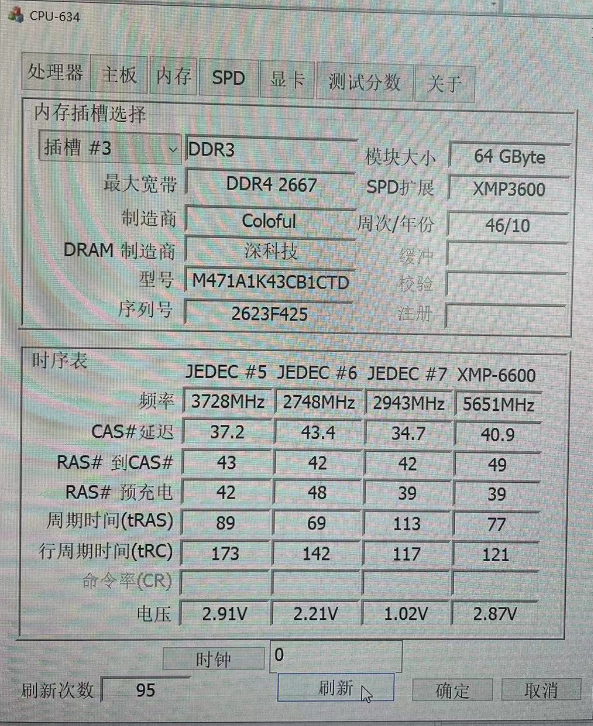 CPU-634
处理器 主板 内存 SPD 显卡 测试分数 关于
内存插槽选择
插槽 #3 DDR3 模块大小 64 GByte
最大宽带 DDR4 2667 SPD扩展 XMP3600
制造商 Coloful 周次/年份 46/10
DRAM 制造商 深科技 缓冲
型号 M471A1K43CB1CTD 校验
序列号 2623F425 注册
时序表
JEDEC #5 JEDEC #6 JEDEC #7 XMP-6600
频率 3728MHz 2748MHz 2943MHz 5651MHz
CAS#延迟 37.2 43.4 34.7 40.9
RAS# 到CAS# 43 42 42 49
RAS# 预充电 42 48 39 39
周期时间(tRAS) 89 69 113 77
行周期时间(tRC) 173 142 117 121
命令率(CR)
电压 2.91V 2.21V 1.02V 2.87V
时钟 0
刷新次数 95 刷新 确定 取消